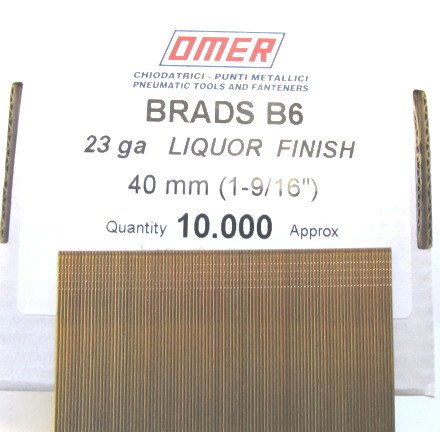 OMER
CHIODATRICI - PUNTI METALLICI
PNEUMATIC TOOLS AND FANTENERS
BRADS B6
23 ga LIQUOR FINISH
40 mm (1-9/16")
Quantity 10.000 Approx